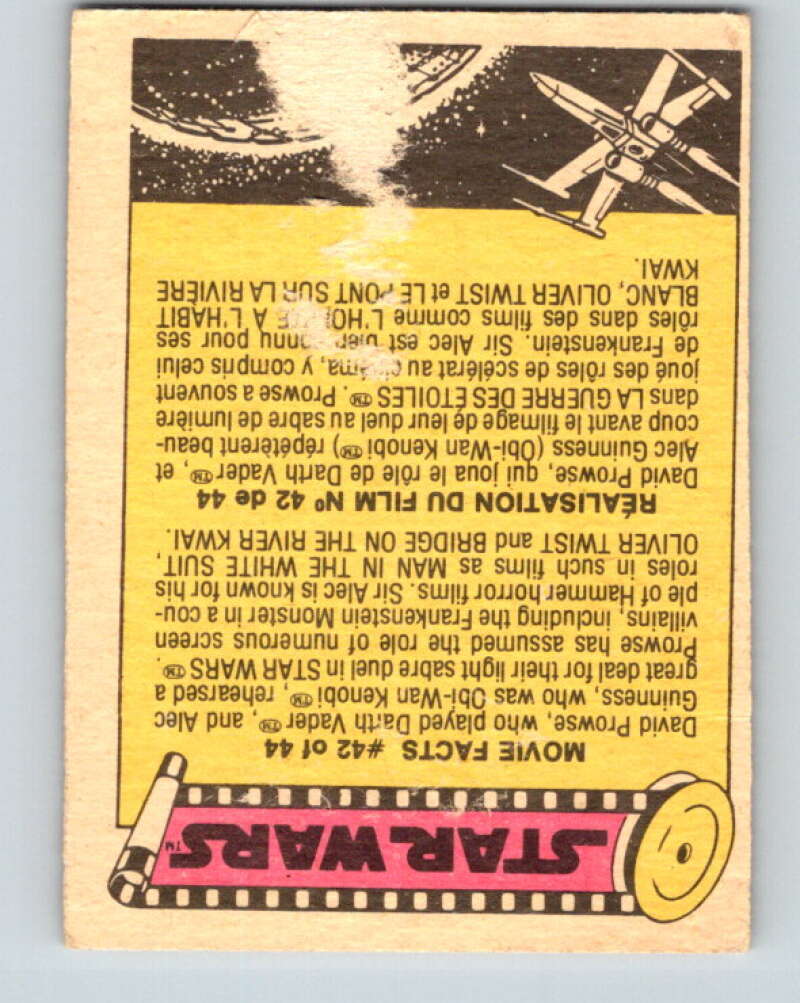 STAR WARS™
MOVIE FACTS #42 of 44
David Prowse, who played Darth Vader™, and Alec
Guinness, who was Obi-Wan Kenobi™, rehearsed a
great deal for their light sabre duel in STAR WARS™.
Prowse has assumed the role of numerous screen
villains, including the Frankenstein Monster in a cou-
ple of Hammer horror films. Sir Alec is known for his
roles in such films as MAN IN THE WHITE SUIT,
OLIVER TWIST and BRIDGE ON THE RIVER KWAI.
RÉALISATION DU FILM Nº 42 de 44
David Prowse, qui joua le rôle de Darth Vader™, et
Alec Guinness (Obi-Wan Kenobi™) répétèrent beau-
coup avant le filmage de leur duel au sabre de lumière
dans LA GUERRE DES ÉTOILES™. Prowse a souvent
joué des rôles de scélérat au cinéma, y compris celui
de Frankenstein. Sir Alec est bien connu pour ses
rôles dans des films comme L'HOMME A L'HABIT
BLANC, OLIVER TWIST et LE PONT SUR LA RIVIÈRE
KWAI.